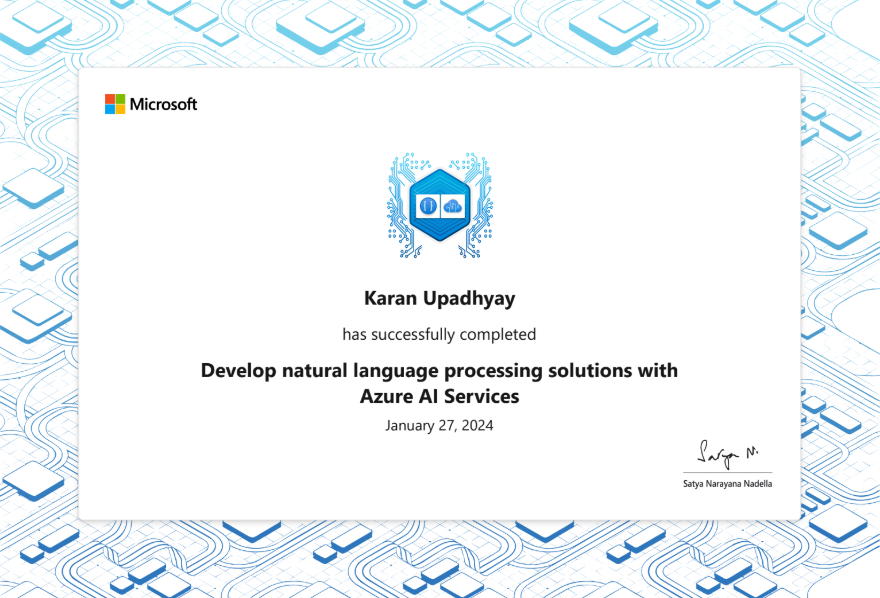 Microsoft
Karan Upadhyay
has successfully completed
Develop natural language processing solutions with
Azure AI Services
January 27, 2024
Satya N.
Satya Narayana Nadella